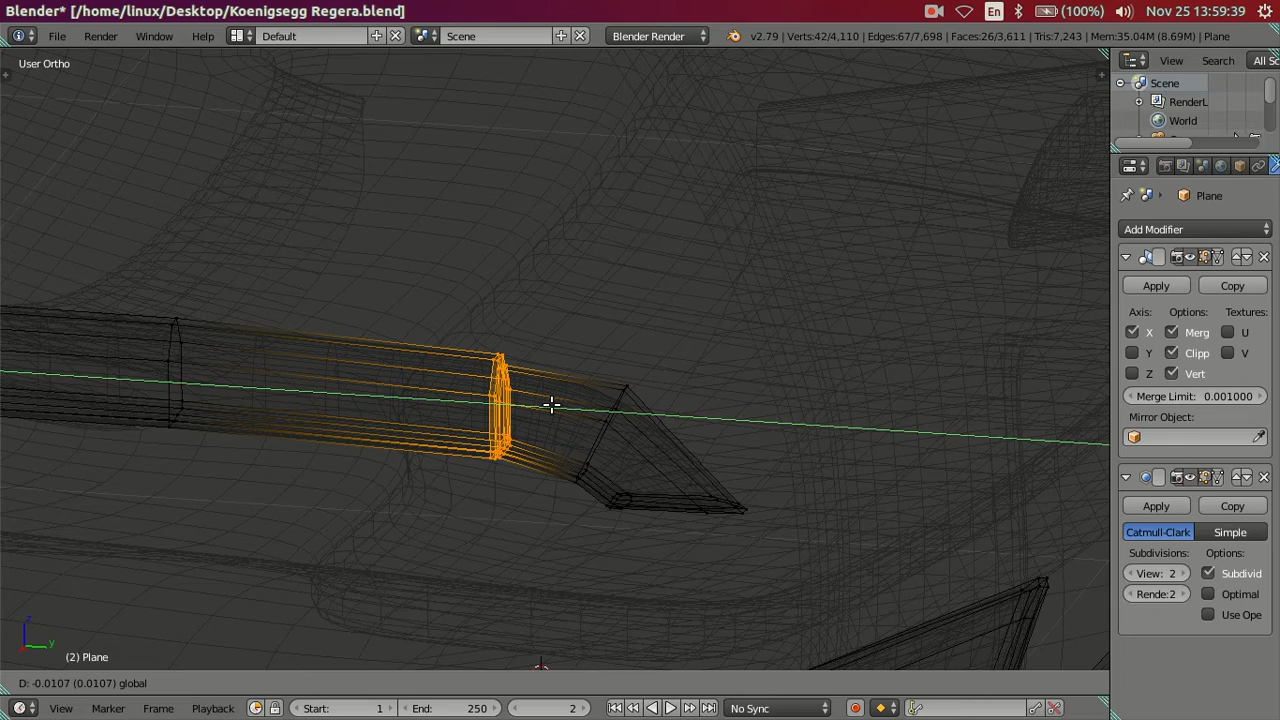 Blender* [/home/linux/Desktop/Koenigsegg Regera.blend]
En
(100%)
Nov 25 13:59:39
File Render Window Help
Default
Scene
Blender Render
v2.79 | Verts:42/4,110 | Edges:67/7,698 | Faces:26/3,611 | Tris:7,243 | Mem:35.04M (8.69M) | Plane
User Ortho
View Search All Sc
Scene
RenderL
World
Plane
Add Modifier
Apply Copy
Axis: Options: Textures:
X Merg U
Y Clipp V
Z Vert
Merge Limit: 0.001000
Mirror Object:
Apply Copy
Catmull-Clark Simple
Subdivisions: Options:
View: 2 Subdivid
Rende:2 Optimal
Use Ope
z
y
(2) Plane
D: -0.0107 (0.0107) global
View Marker Frame Playback
Start: 1
End: 250
2
No Sync